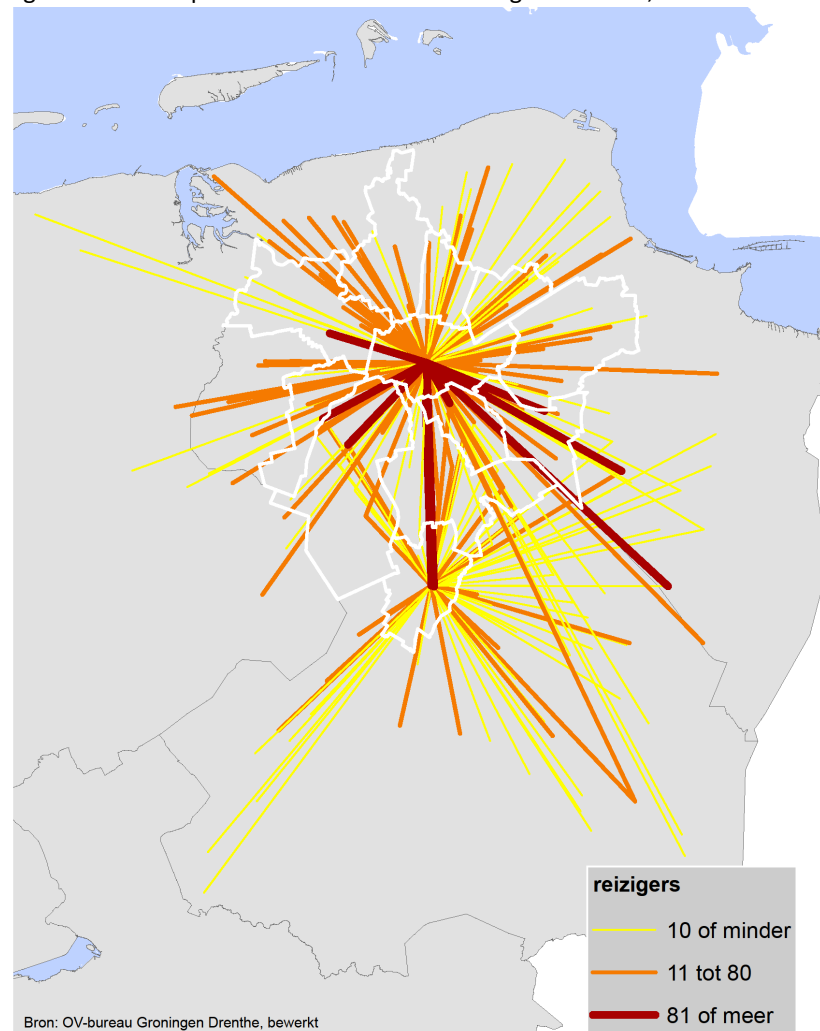 reizigers
10 of minder
11 tot 80
81 of meer
Bron: OV-bureau Groningen Drenthe, bewerkt